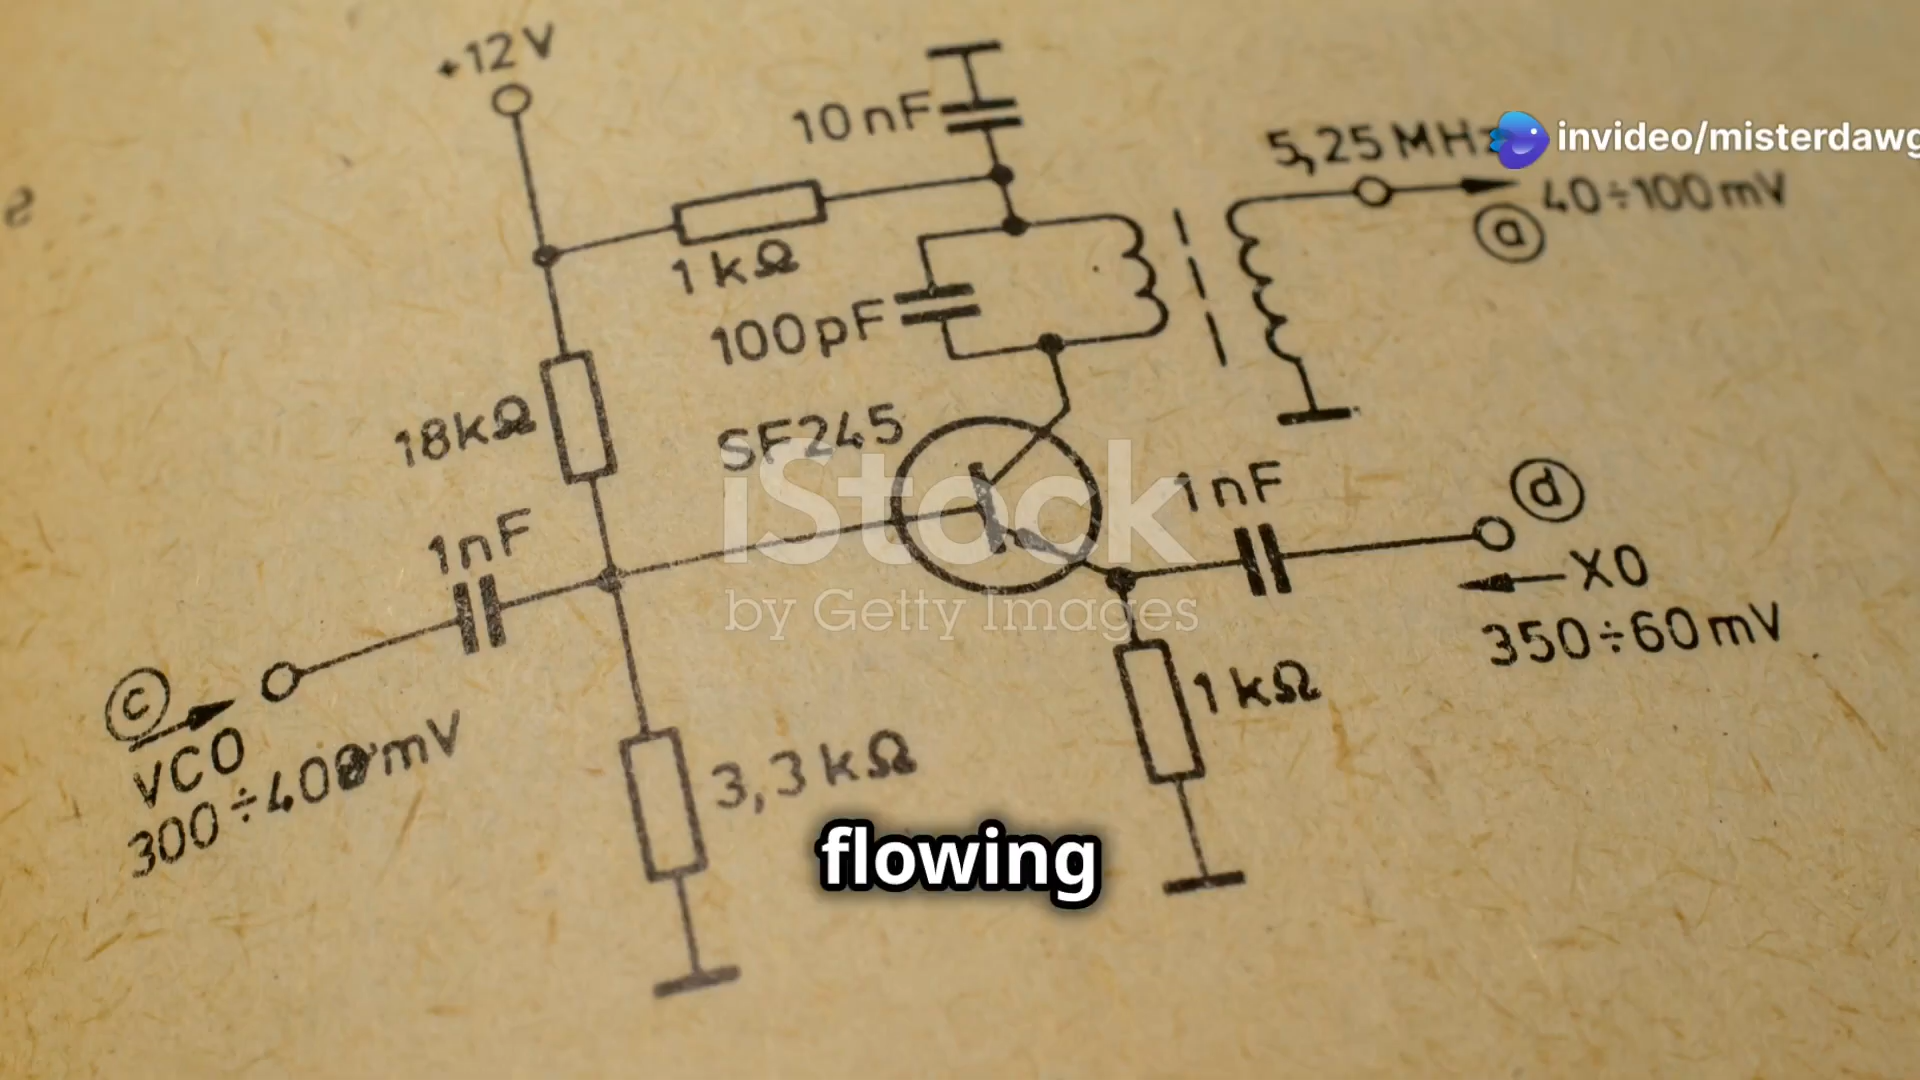 +12V
10nF
5,25 MHz
invideo/misterdawg
40÷100mV
a
1kΩ
100pF
18kΩ
SF245
iStock
by Getty Images
1nF
d
1nF
XO
350÷60mV
c
VCO
300÷400mV
1kΩ
3,3kΩ
flowing